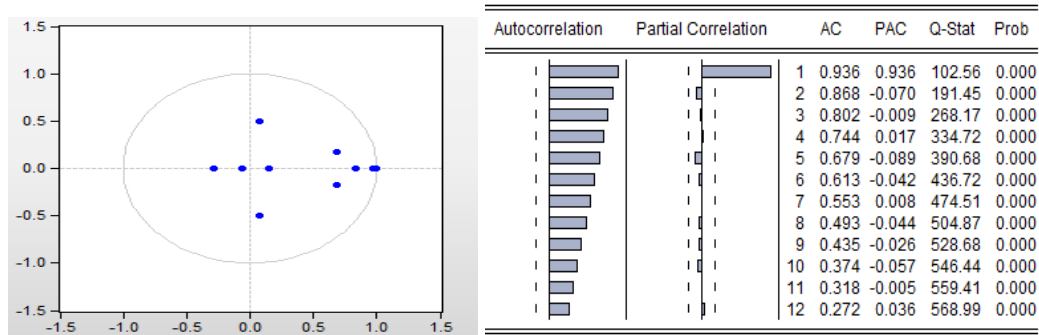 1.5
1.0
0.5
0.0
-0.5
-1.0
-1.5
-1.5 -1.0 -0.5 0.0 0.5 1.0 1.5
Autocorrelation Partial Correlation AC PAC Q-Stat Prob
1 0.936 0.936 102.56 0.000
2 0.868 -0.070 191.45 0.000
3 0.802 -0.009 268.17 0.000
4 0.744 0.017 334.72 0.000
5 0.679 -0.089 390.68 0.000
6 0.613 -0.042 436.72 0.000
7 0.553 0.008 474.51 0.000
8 0.493 -0.044 504.87 0.000
9 0.435 -0.026 528.68 0.000
10 0.374 -0.057 546.44 0.000
11 0.318 -0.005 559.41 0.000
12 0.272 0.036 568.99 0.000